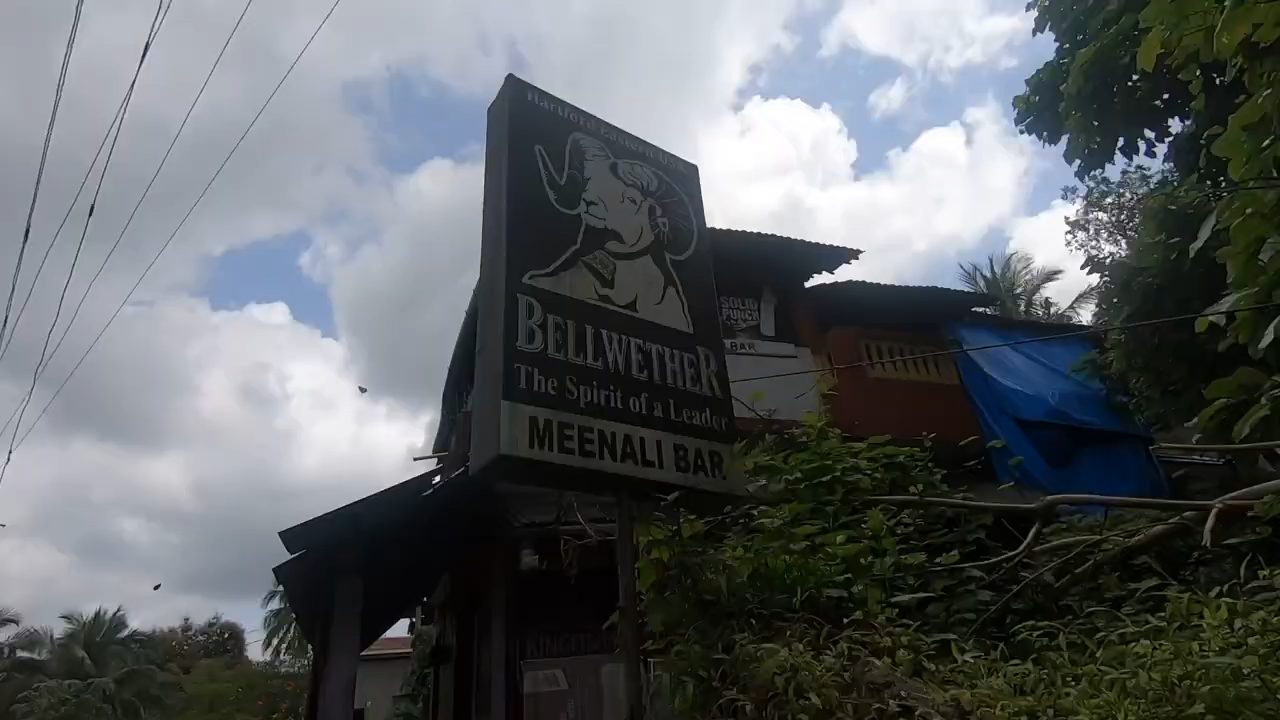 Hartford Eastern
BELLWETHER
The Spirit of a Leader
MEENALI BAR
SOLID
PUNCH
BAR